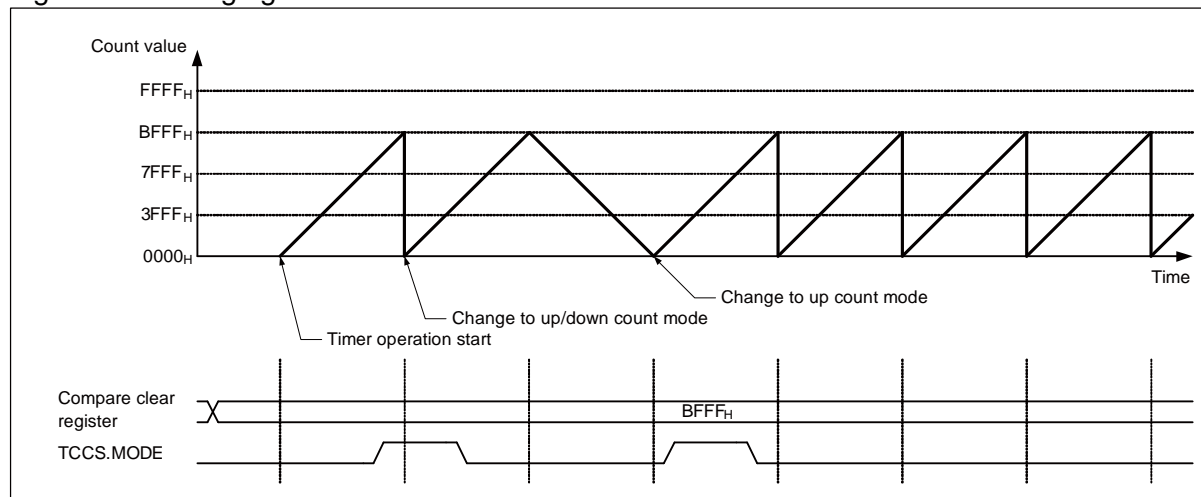 Count value
FFFFH
BFFFH
7FFFH
3FFFH
0000H
Time
Change to up count mode
Change to up/down count mode
Timer operation start
Compare clear
register
BFFFH
TCCS.MODE